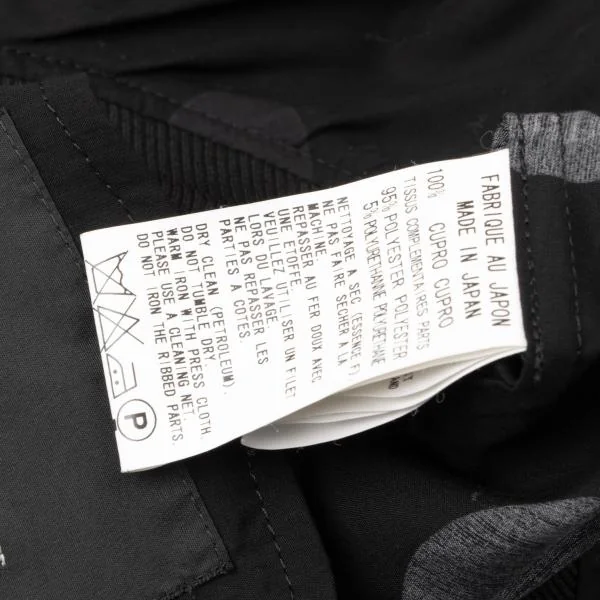 FABRIQUE AU JAPON
MADE IN JAPAN
100% CUPRO CUPRO
TISSUS COMPLEMENTAIRES PARTS
95% POLYESTER POLYESTER
5% POLYURETHANNE POLYURETHANE
NETTOYAGE A SEC (ESSENCE F)
NE PAS FAIRE SECHER A LA
MACHINE.
REPASSER AU FER DOUX AVEC
UNE ETOFFE.
VEUILLEZ UTILISER UN FILET
LORS DU LAVAGE.
NE PAS REPASSER LES
PARTIES A COTES.
DRY CLEAN (PETROLEUM).
DO NOT TUMBLE DRY.
WARM IRON WITH PRESS CLOTH.
PLEASE USE A CLEANING NET.
DO NOT IRON THE RIBBED PARTS.
P